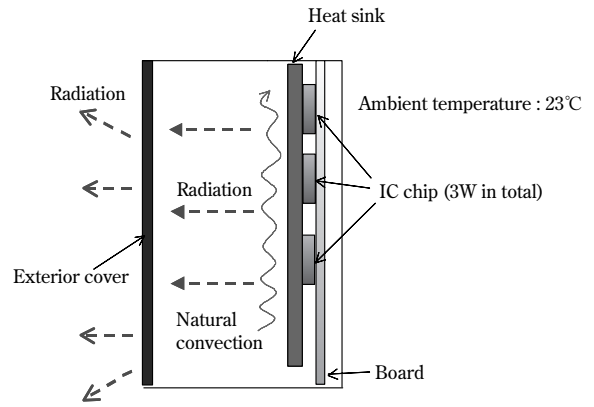 Heat sink
Radiation
Ambient temperature : 23℃
Radiation
IC chip (3W in total)
Exterior cover
Natural
convection
Board